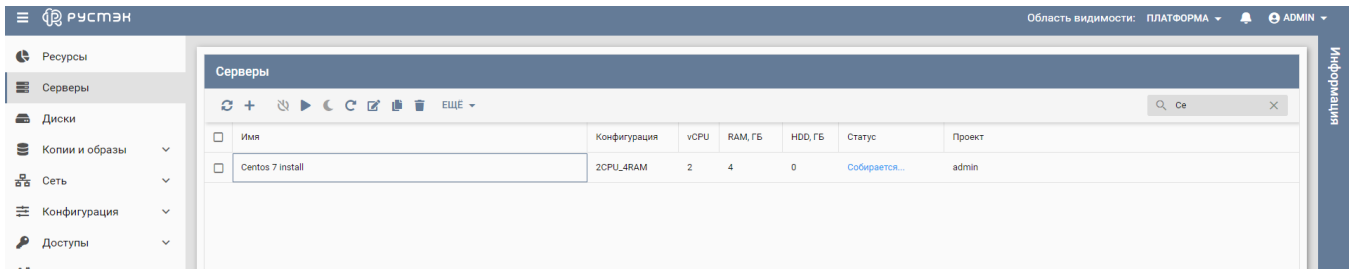 РУСТЭК
Область видимости: ПЛАТФОРМА
ADMIN
Ресурсы
Серверы
Диски
Копии и образы
Сеть
Конфигурация
Доступы
Серверы
ЕЩЁ
Се
Имя Конфигурация vCPU RAM, ГБ HDD, ГБ Статус Проект
Centos 7 install 2CPU_4RAM 2 4 0 Собирается... admin
Информация